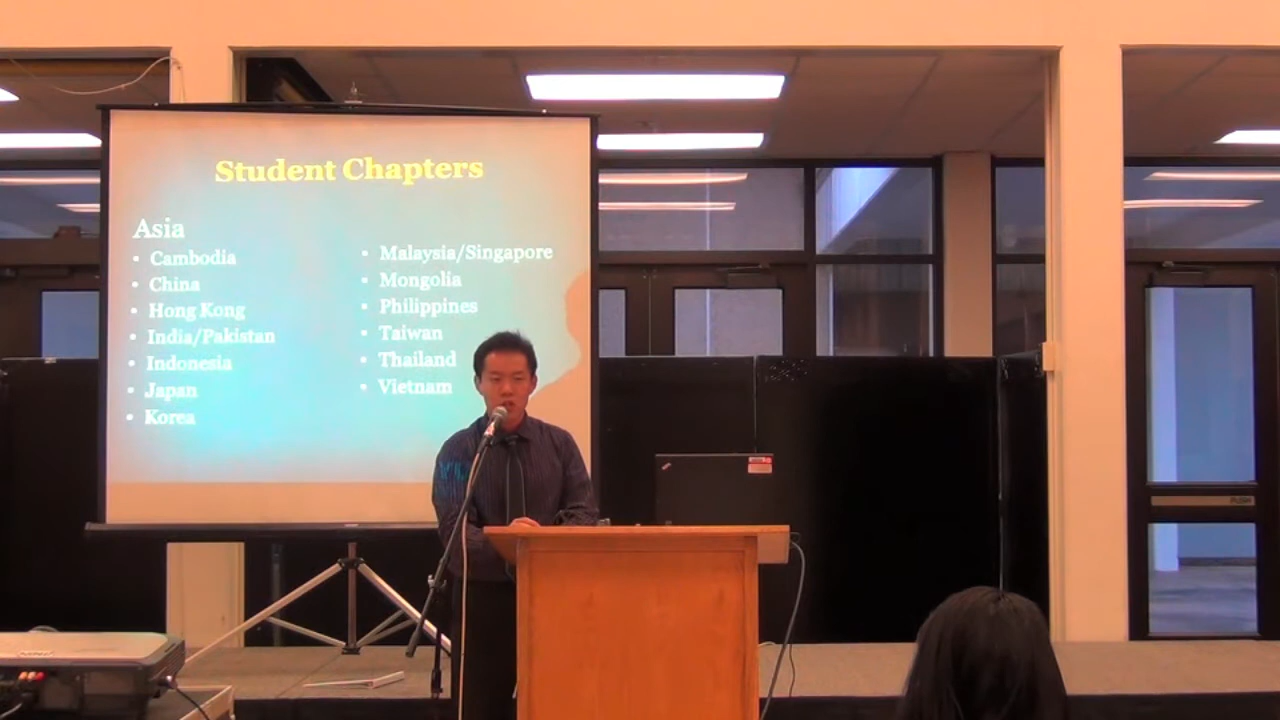 Student Chapters
Asia
• Cambodia
• China
• Hong Kong
• India/Pakistan
• Indonesia
• Japan
• Korea
• Malaysia/Singapore
• Mongolia
• Philippines
• Taiwan
• Thailand
• Vietnam